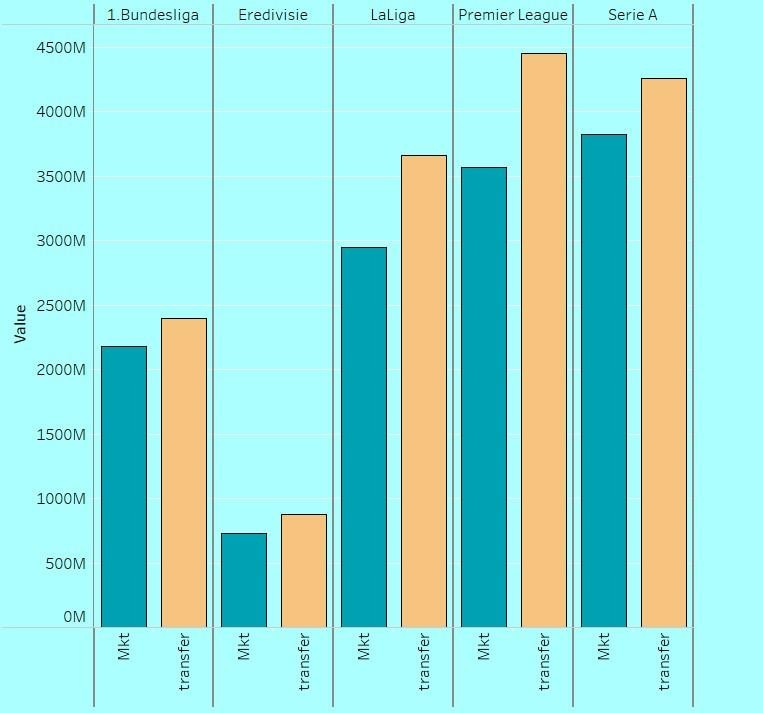 1.Bundesliga Eredivisie LaLiga Premier League Serie A
4500M
4000M
3500M
3000M
2500M
2000M
1500M
1000M
500M
0M
Value
Mkt transfer Mkt transfer Mkt transfer Mkt transfer Mkt transfer